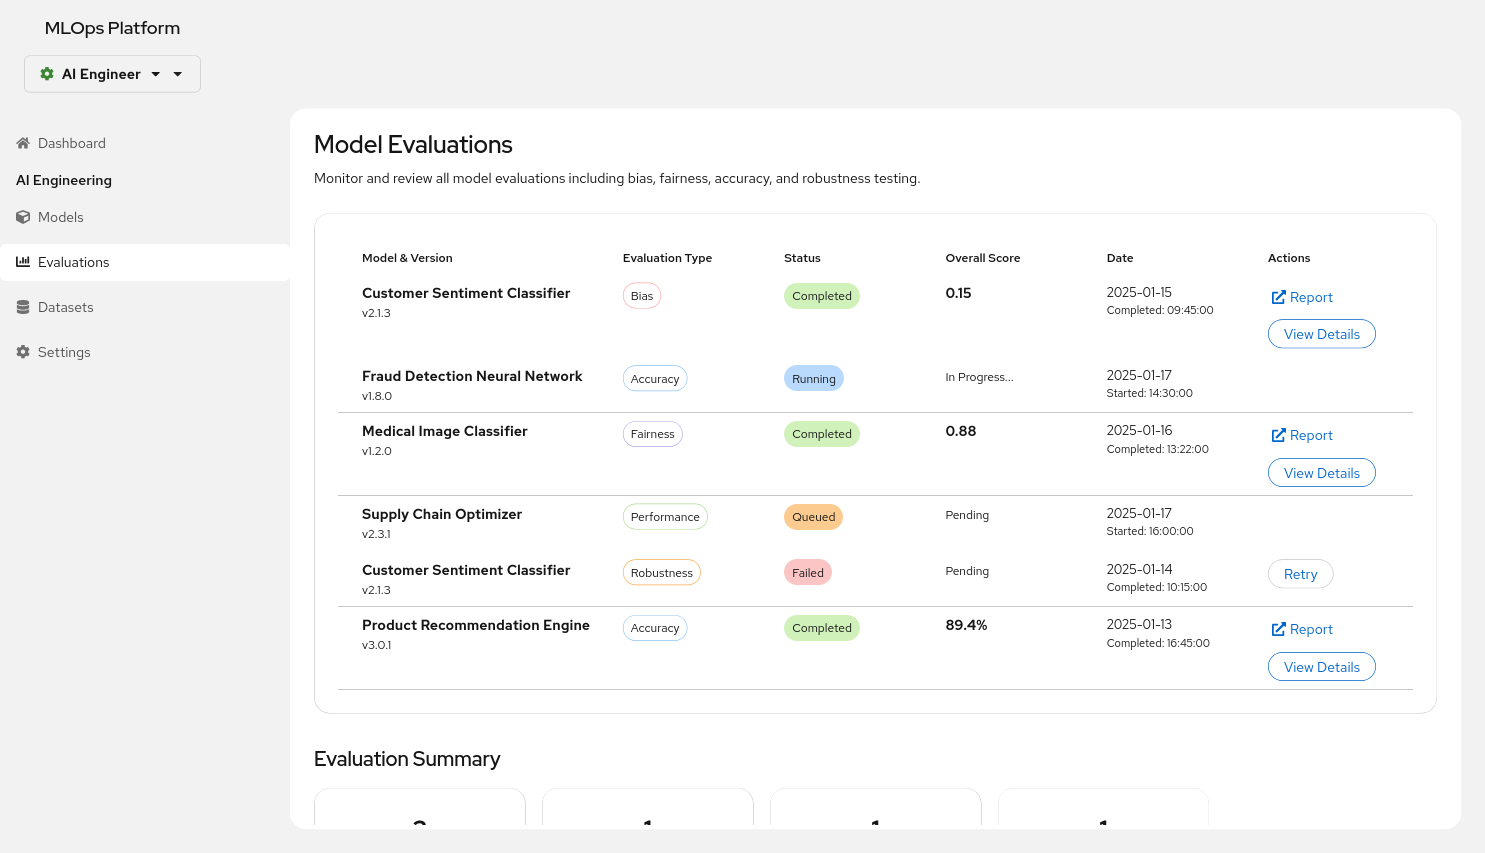 MLOps Platform
AI Engineer
Dashboard
AI Engineering
Models
Evaluations
Datasets
Settings
Model Evaluations
Monitor and review all model evaluations including bias, fairness, accuracy, and robustness testing.
Model & Version Evaluation Type Status Overall Score Date Actions
Customer Sentiment Classifier Bias Completed 0.15 2025-01-15 Report
v2.1.3 Completed: 09:45:00
View Details
Fraud Detection Neural Network Accuracy Running In Progress... 2025-01-17
v1.8.0 Started: 14:30:00
Medical Image Classifier Fairness Completed 0.88 2025-01-16 Report
v1.2.0 Completed: 13:22:00
View Details
Supply Chain Optimizer Performance Queued Pending 2025-01-17
v2.3.1 Started: 16:00:00
Customer Sentiment Classifier Robustness Failed Pending 2025-01-14 Retry
v2.1.3 Completed: 10:15:00
Product Recommendation Engine Accuracy Completed 89.4% 2025-01-13 Report
v3.0.1 Completed: 16:45:00
View Details
Evaluation Summary